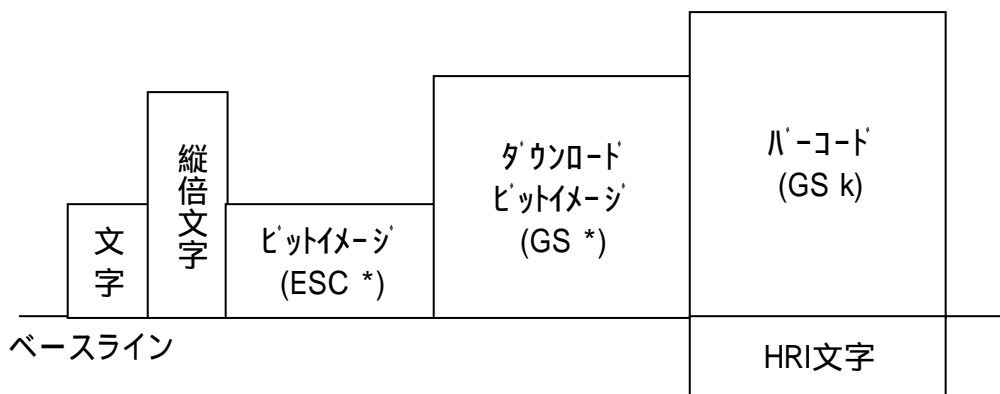 文字
縦倍文字
ﾋﾞｯﾄｲﾒｰｼﾞ
(ESC *)
ﾀﾞｳﾝﾛｰﾄﾞ
ﾋﾞｯﾄｲﾒｰｼﾞ
(GS *)
ﾊﾞｰｺｰﾄﾞ
(GS k)
ベースライン
HRI文字